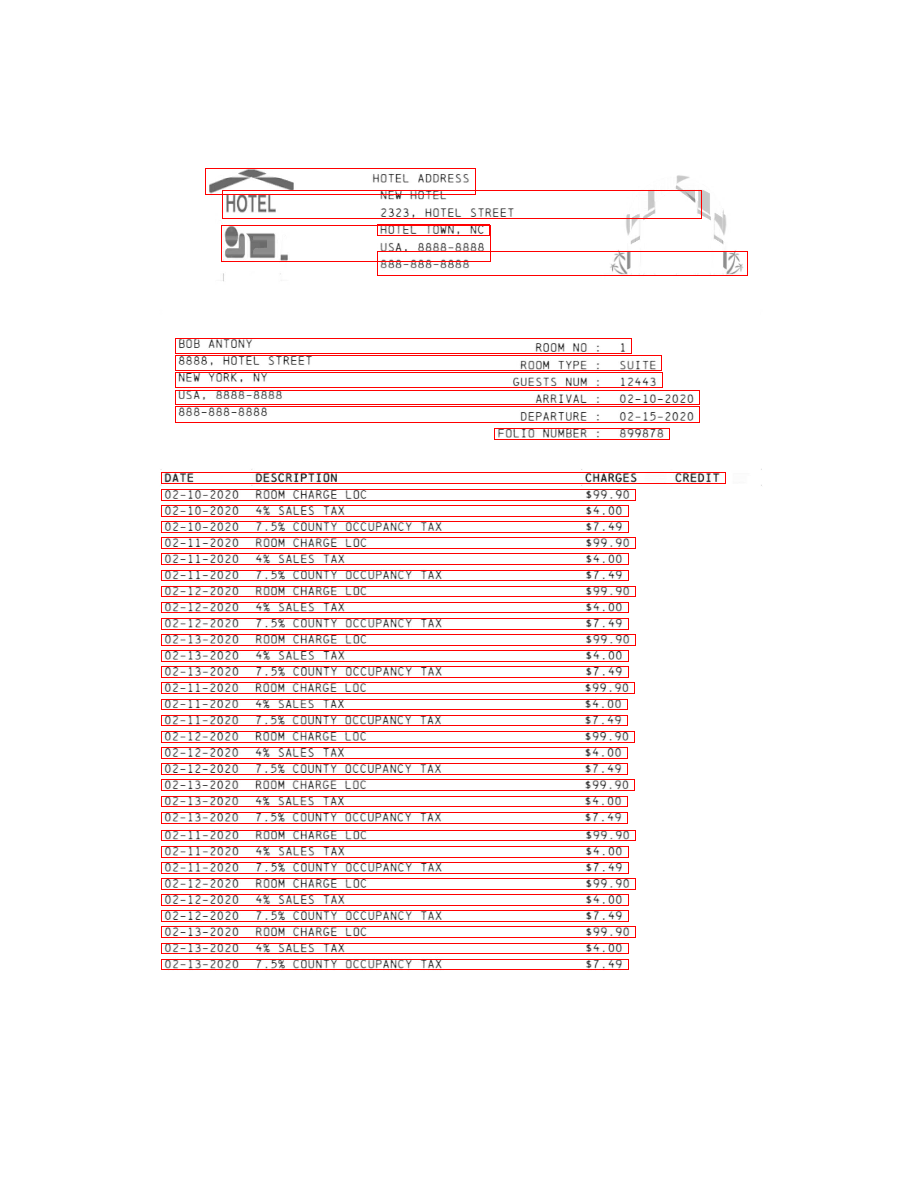 HOTEL ADDRESS
HOTEL
NEW HOTEL
2323, HOTEL STREET
HOTEL TOWN, NC
USA, 8888-8888
888-888-8888
BOB ANTONY ROOM NO : 1
8888, HOTEL STREET ROOM TYPE : SUITE
NEW YORK, NY GUESTS NUM : 12443
USA, 8888-8888 ARRIVAL : 02-10-2020
888-888-8888 DEPARTURE : 02-15-2020
FOLIO NUMBER : 899878
DATE DESCRIPTION CHARGES CREDIT
02-10-2020 ROOM CHARGE LOC $99.90
02-10-2020 4% SALES TAX $4.00
02-10-2020 7.5% COUNTY OCCUPANCY TAX $7.49
02-11-2020 ROOM CHARGE LOC $99.90
02-11-2020 4% SALES TAX $4.00
02-11-2020 7.5% COUNTY OCCUPANCY TAX $7.49
02-12-2020 ROOM CHARGE LOC $99.90
02-12-2020 4% SALES TAX $4.00
02-12-2020 7.5% COUNTY OCCUPANCY TAX $7.49
02-13-2020 ROOM CHARGE LOC $99.90
02-13-2020 4% SALES TAX $4.00
02-13-2020 7.5% COUNTY OCCUPANCY TAX $7.49
02-11-2020 ROOM CHARGE LOC $99.90
02-11-2020 4% SALES TAX $4.00
02-11-2020 7.5% COUNTY OCCUPANCY TAX $7.49
02-12-2020 ROOM CHARGE LOC $99.90
02-12-2020 4% SALES TAX $4.00
02-12-2020 7.5% COUNTY OCCUPANCY TAX $7.49
02-13-2020 ROOM CHARGE LOC $99.90
02-13-2020 4% SALES TAX $4.00
02-13-2020 7.5% COUNTY OCCUPANCY TAX $7.49
02-11-2020 ROOM CHARGE LOC $99.90
02-11-2020 4% SALES TAX $4.00
02-11-2020 7.5% COUNTY OCCUPANCY TAX $7.49
02-12-2020 ROOM CHARGE LOC $99.90
02-12-2020 4% SALES TAX $4.00
02-12-2020 7.5% COUNTY OCCUPANCY TAX $7.49
02-13-2020 ROOM CHARGE LOC $99.90
02-13-2020 4% SALES TAX $4.00
02-13-2020 7.5% COUNTY OCCUPANCY TAX $7.49